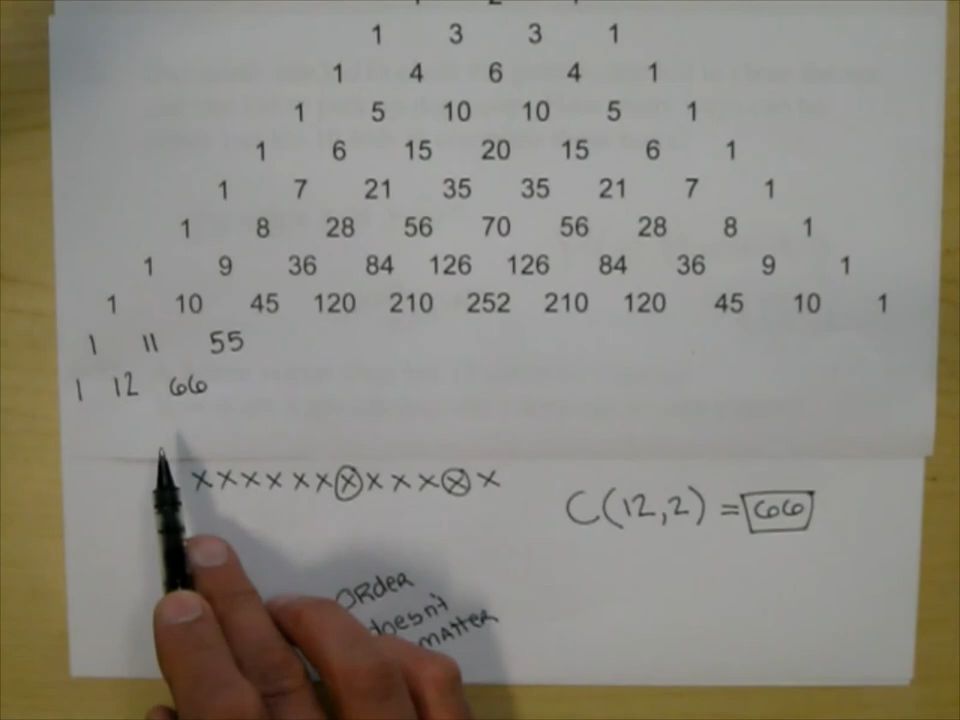 1 3 3 1
1 4 6 4 1
1 5 10 10 5 1
1 6 15 20 15 6 1
1 7 21 35 35 21 7 1
1 8 28 56 70 56 28 8 1
1 9 36 84 126 126 84 36 9 1
1 10 45 120 210 252 210 120 45 10 1
1 11 55
1 12 66
x x x x x x ⓧ x x x ⓧ x
C(12,2) = 66
Order
doesn't
matter